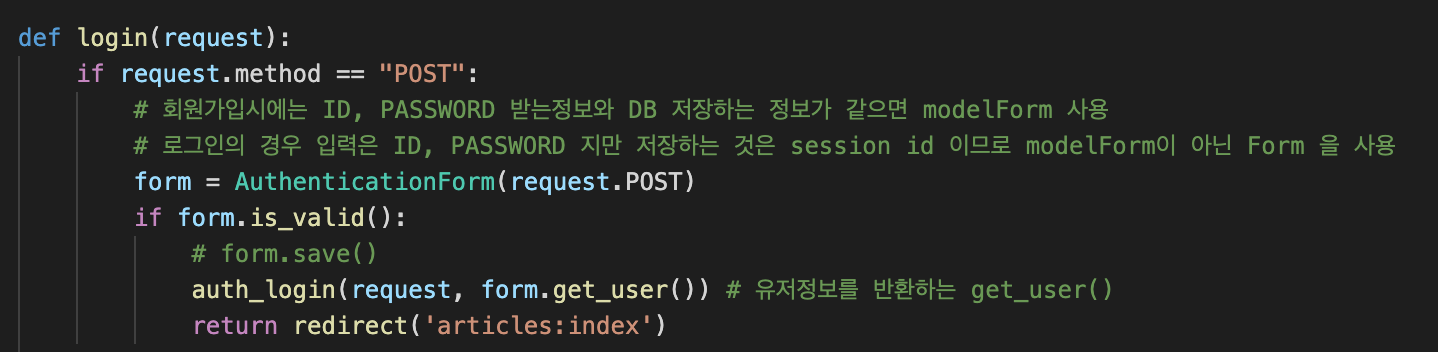 def login(request):
if request.method == "POST":
# 회원가입시에는 ID, PASSWORD 받는정보와 DB 저장하는 정보가 같으면 modelForm 사용
# 로그인의 경우 입력은 ID, PASSWORD 지만 저장하는 것은 session id 이므로 modelForm이 아닌 Form 을 사용
form = AuthenticationForm(request.POST)
if form.is_valid():
# form.save()
auth_login(request, form.get_user()) # 유저정보를 반환하는 get_user()
return redirect('articles:index')